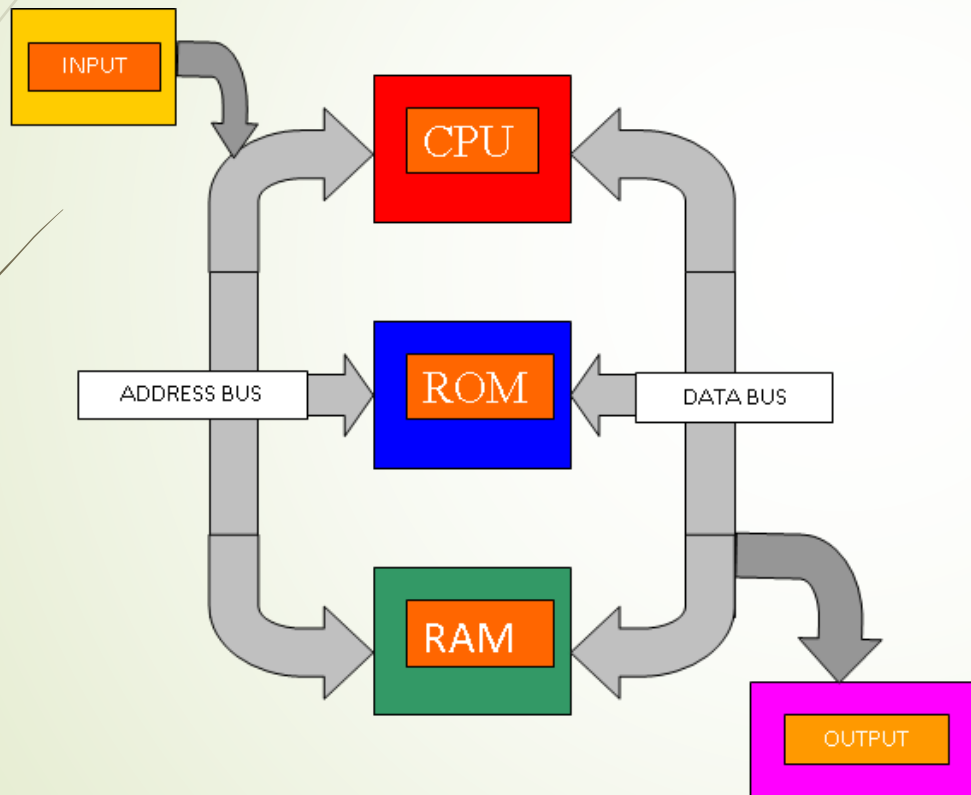 INPUT
CPU
ROM
ADDRESS BUS
DATA BUS
RAM
OUTPUT